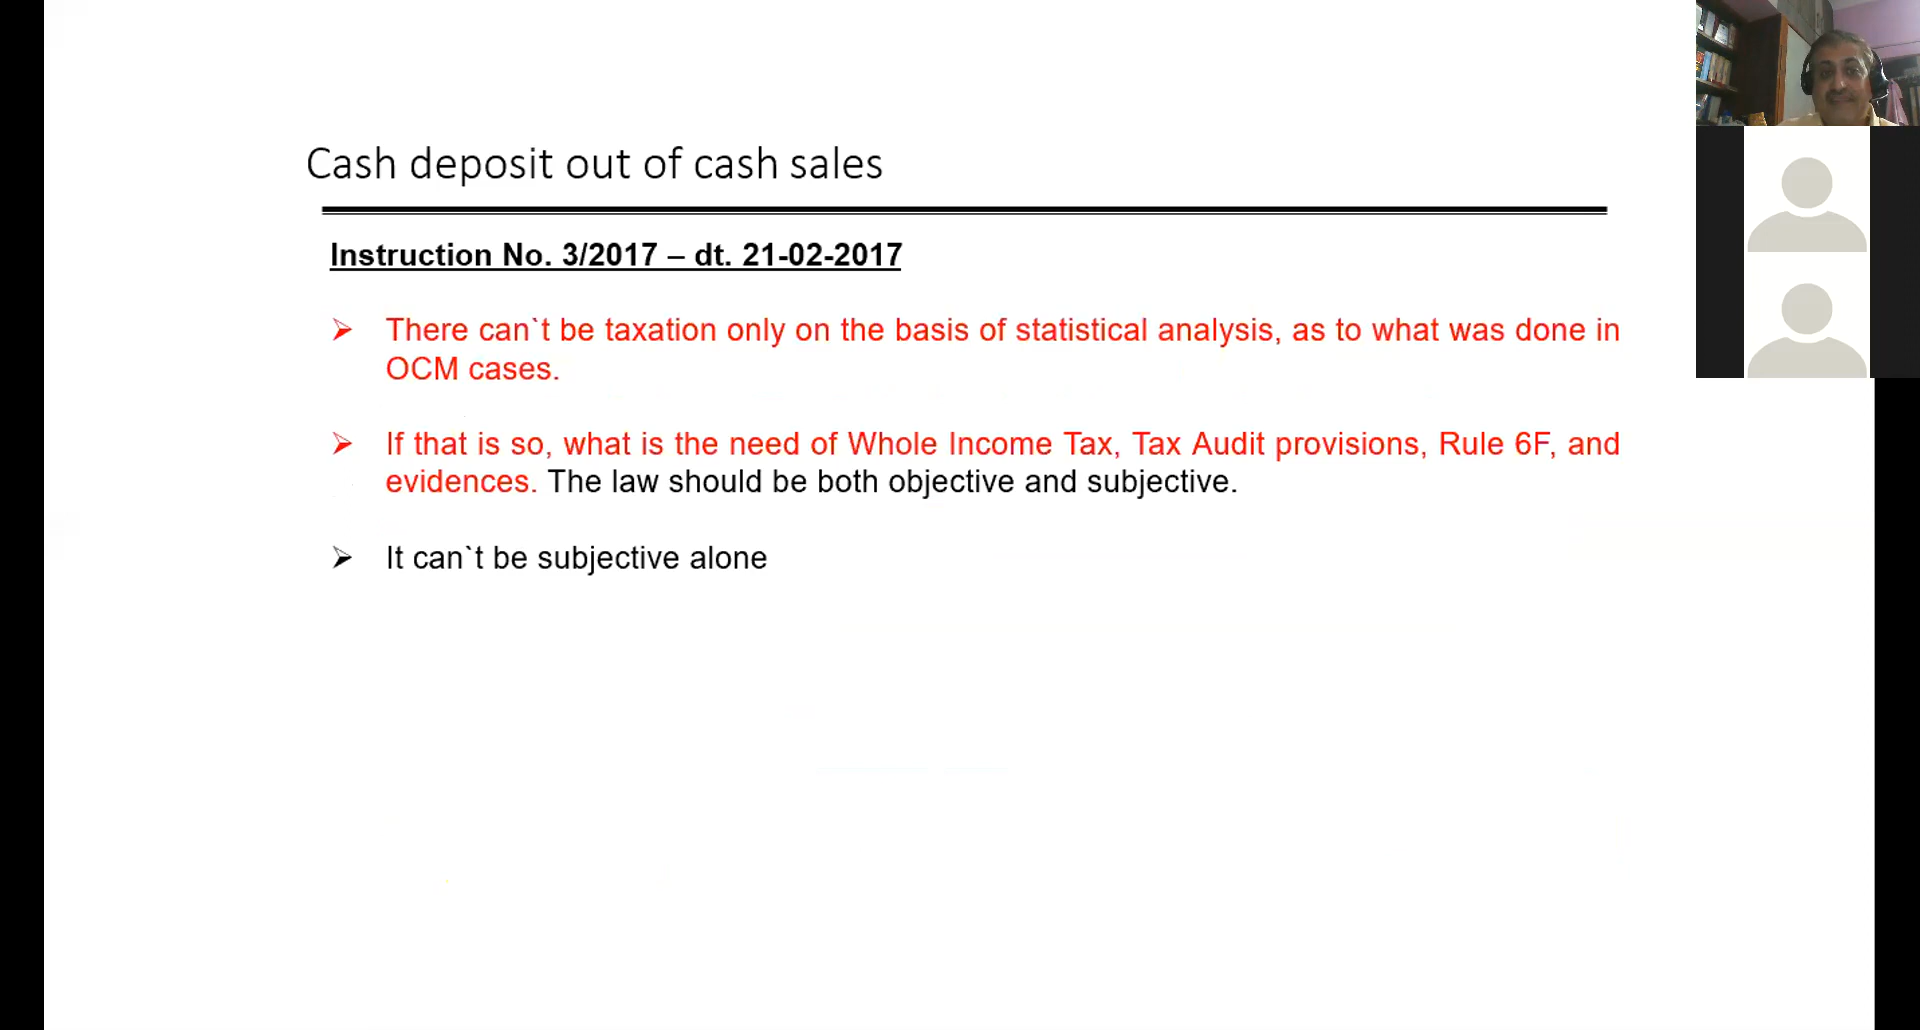 Cash deposit out of cash sales
Instruction No. 3/2017 – dt. 21-02-2017
➢ There can`t be taxation only on the basis of statistical analysis, as to what was done in
OCM cases.
➢ If that is so, what is the need of Whole Income Tax, Tax Audit provisions, Rule 6F, and
evidences. The law should be both objective and subjective.
➢ It can`t be subjective alone